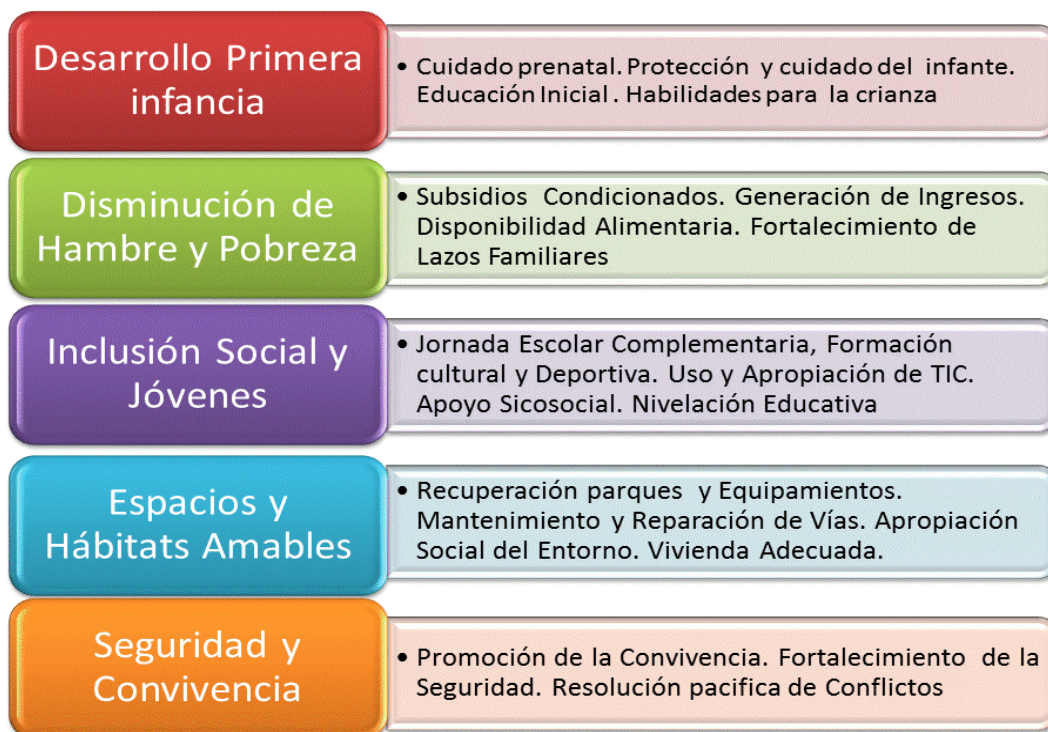 Desarrollo Primera
infancia
• Cuidado prenatal. Protección y cuidado del infante.
Educación Inicial . Habilidades para la crianza
Disminución de
Hambre y Pobreza
• Subsidios Condicionados. Generación de Ingresos.
Disponibilidad Alimentaria. Fortalecimiento de
Lazos Familiares
Inclusión Social y
Jóvenes
• Jornada Escolar Complementaria, Formación
cultural y Deportiva. Uso y Apropiación de TIC.
Apoyo Sicosocial. Nivelación Educativa
Espacios y
Hábitats Amables
• Recuperación parques y Equipamientos.
Mantenimiento y Reparación de Vías. Apropiación
Social del Entorno. Vivienda Adecuada.
Seguridad y
Convivencia
• Promoción de la Convivencia. Fortalecimiento de la
Seguridad. Resolución pacifica de Conflictos